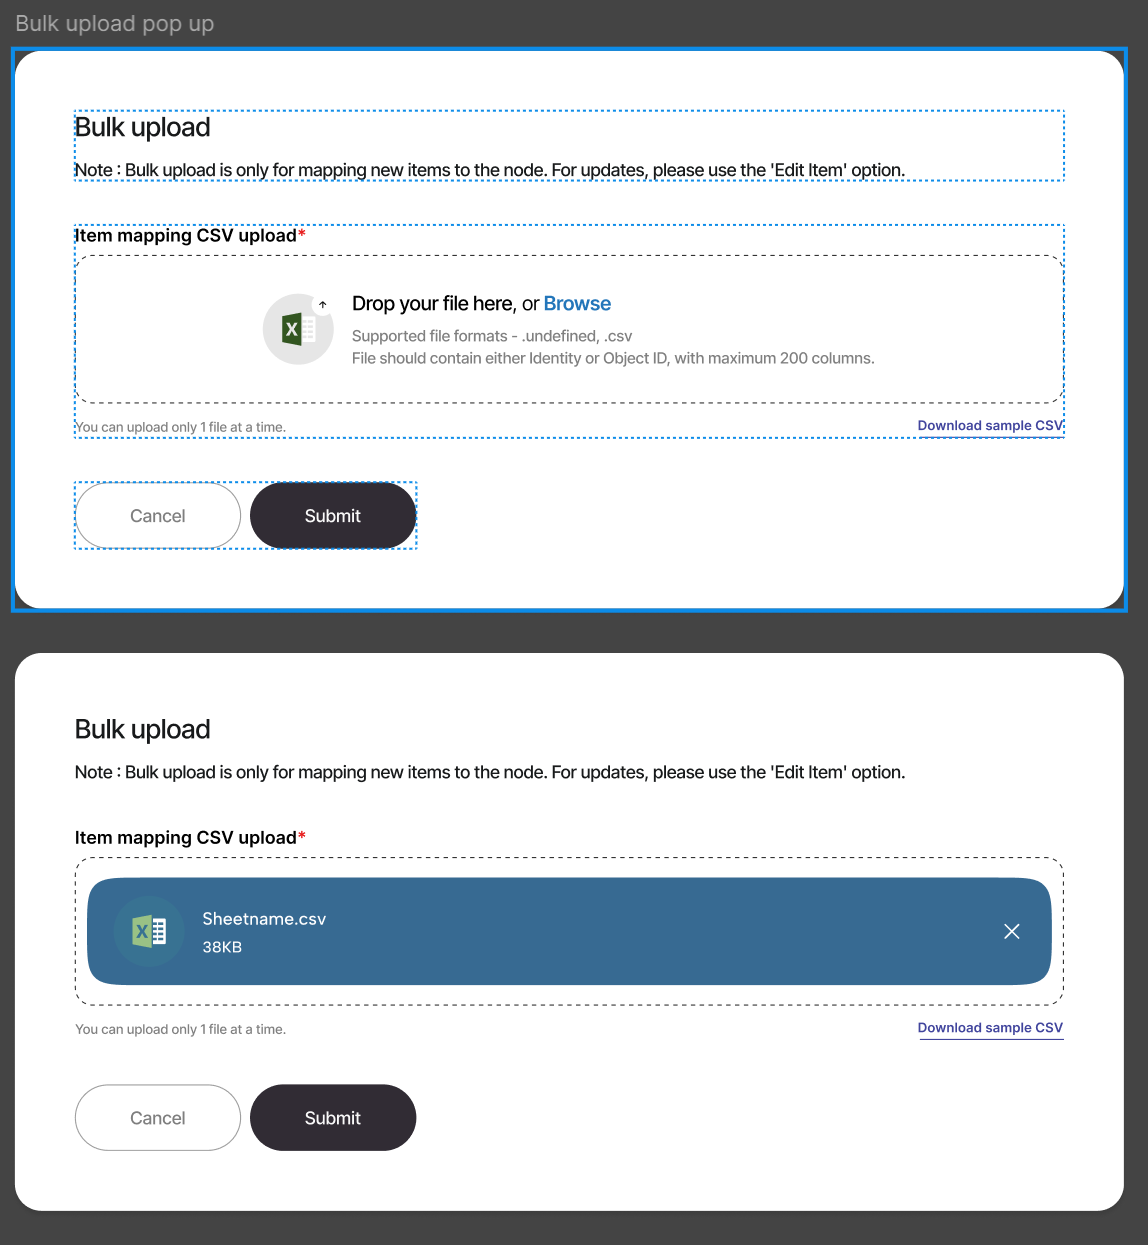 Bulk upload pop up
Bulk upload
Note : Bulk upload is only for mapping new items to the node. For updates, please use the 'Edit Item' option.
Item mapping CSV upload*
X
Drop your file here, or Browse
Supported file formats - .undefined, .csv
File should contain either Identity or Object ID, with maximum 200 columns.
You can upload only 1 file at a time.
Download sample CSV
Cancel
Submit
Bulk upload
Note : Bulk upload is only for mapping new items to the node. For updates, please use the 'Edit Item' option.
Item mapping CSV upload*
X
Sheetname.csv
38KB
You can upload only 1 file at a time.
Download sample CSV
Cancel
Submit